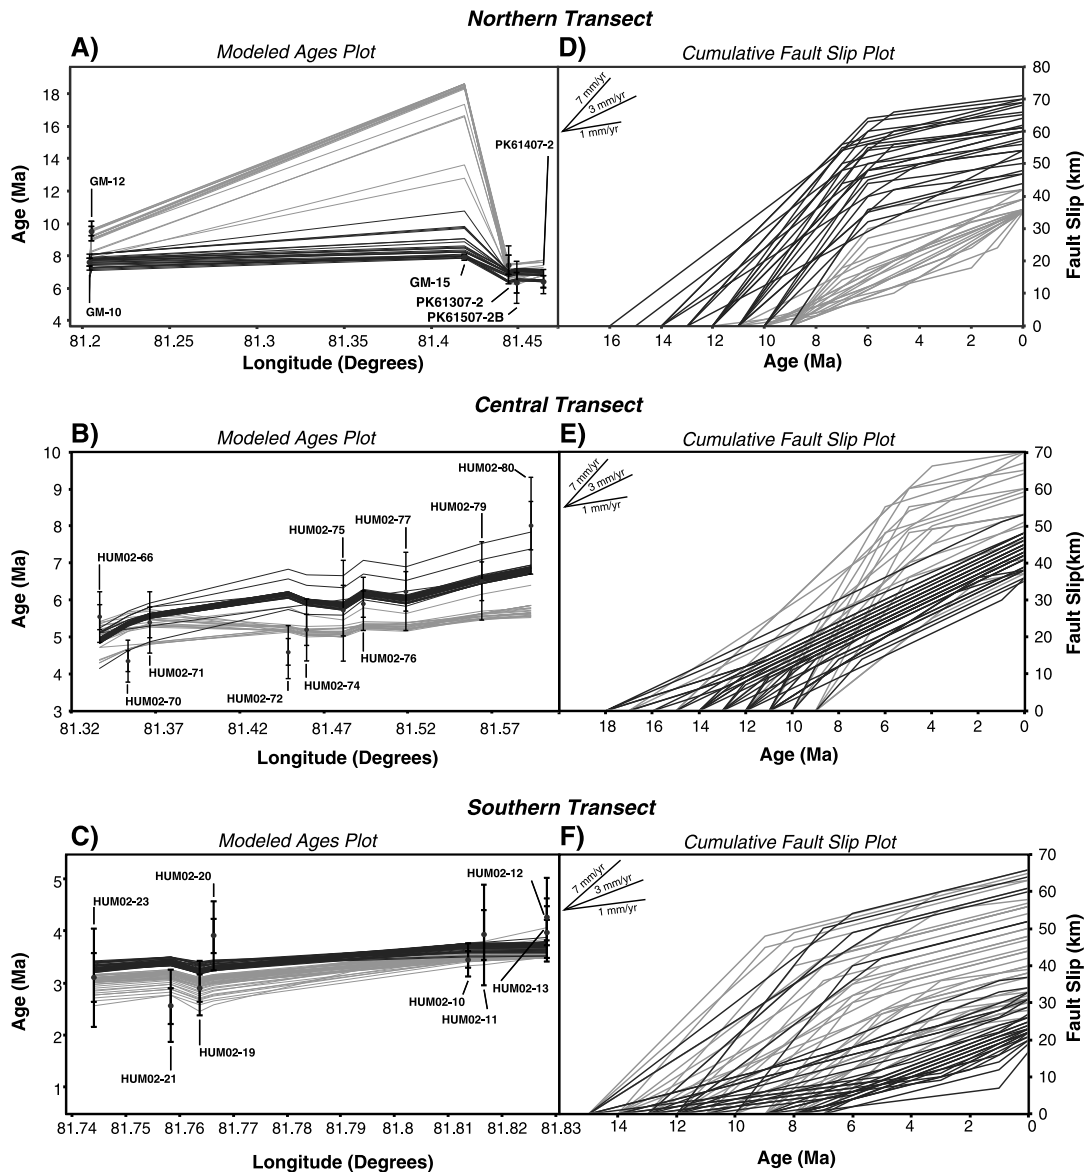 Northern Transect
A)
Modeled Ages Plot
D)
Cumulative Fault Slip Plot
18
16
14
12
10
8
6
4
Age (Ma)
GM-12
GM-10
GM-15
PK61307-2
PK61507-2B
PK61407-2
81.2
81.25
81.3
81.35
81.4
81.45
Longitude (Degrees)
7 mm/yr
3 mm/yr
1 mm/yr
80
70
60
50
40
30
20
10
0
Fault Slip (km)
16
14
12
10
8
6
4
2
0
Age (Ma)
Central Transect
B)
Modeled Ages Plot
E)
Cumulative Fault Slip Plot
10
9
8
7
6
5
4
3
Age (Ma)
HUM02-66
HUM02-70
HUM02-71
HUM02-72
HUM02-74
HUM02-75
HUM02-76
HUM02-77
HUM02-79
HUM02-80
81.32
81.37
81.42
81.47
81.52
81.57
Longitude (Degrees)
7 mm/yr
3 mm/yr
1 mm/yr
70
60
50
40
30
20
10
0
Fault Slip(km)
18
16
14
12
10
8
6
4
2
0
Age (Ma)
Southern Transect
C)
Modeled Ages Plot
F)
Cumulative Fault Slip Plot
5
4
3
2
1
Age (Ma)
HUM02-23
HUM02-20
HUM02-21
HUM02-19
HUM02-12
HUM02-10
HUM02-13
HUM02-11
81.74
81.75
81.76
81.77
81.78
81.79
81.8
81.81
81.82
81.83
Longitude (Degrees)
7 mm/yr
3 mm/yr
1 mm/yr
70
60
50
40
30
20
10
0
Fault Slip (km)
14
12
10
8
6
4
2
0
Age (Ma)